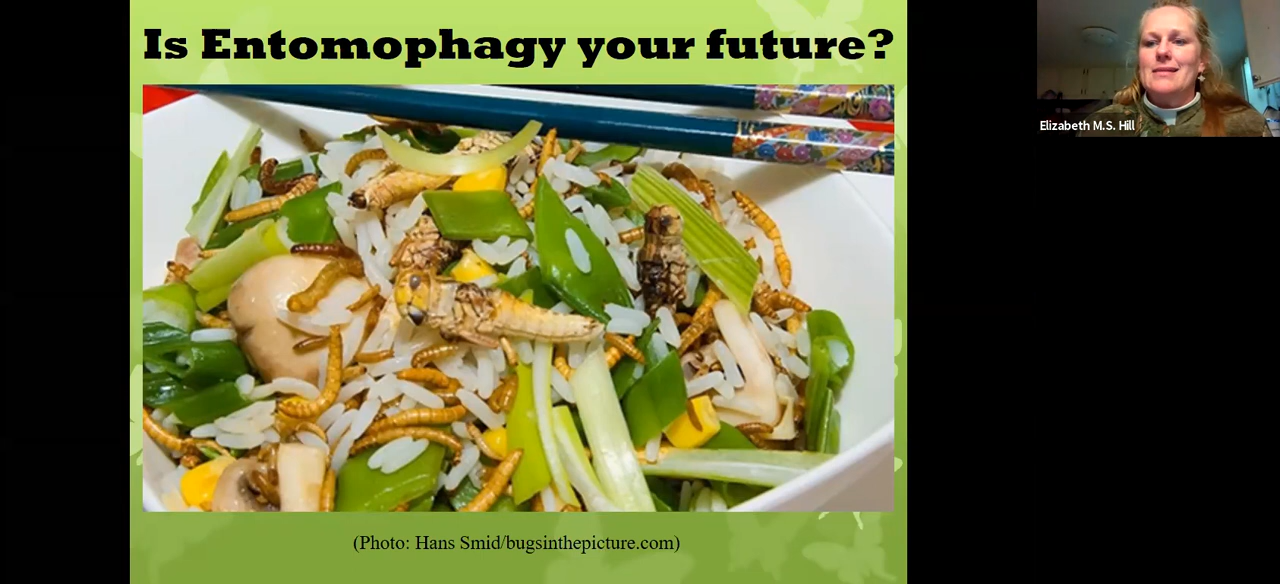 Is Entomophagy your future?
Elizabeth M.S. Hill
(Photo: Hans Smid/bugsinthepicture.com)